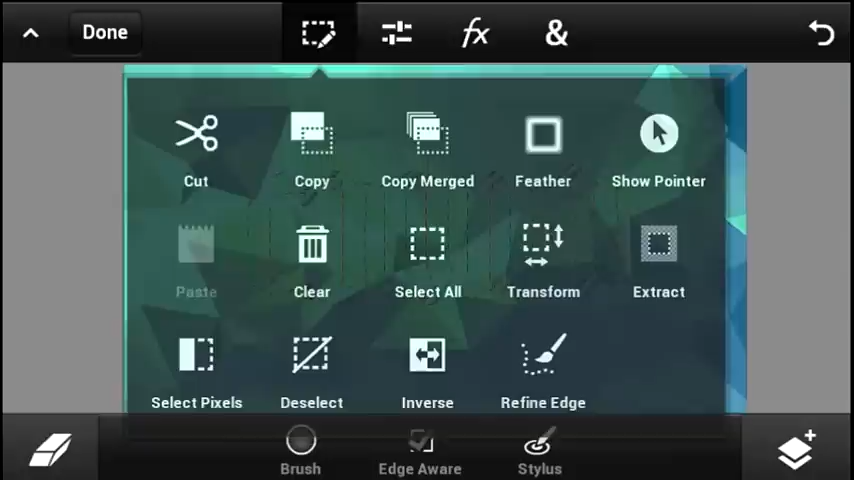 Done fx &
Cut Copy Copy Merged Feather Show Pointer
Paste Clear Select All Transform Extract
Select Pixels Deselect Inverse Refine Edge
Brush Edge Aware Stylus